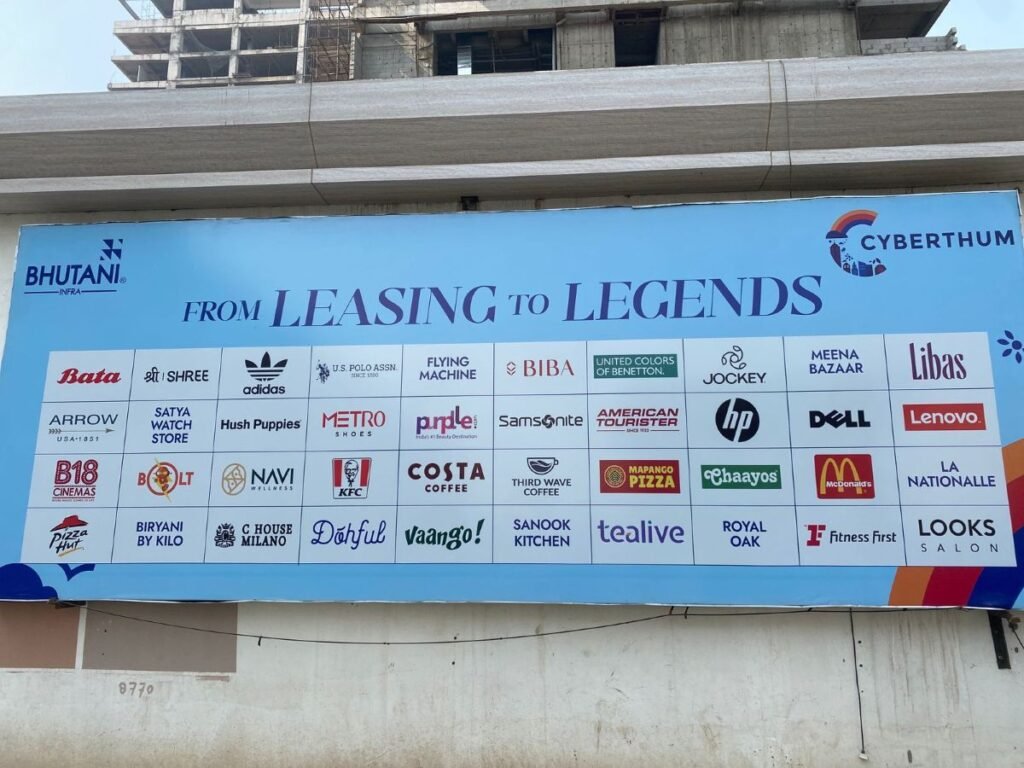 BHUTANI
INFRA
CYBERTHUM
FROM LEASING TO LEGENDS
Bata
श्री SHREE
adidas
U.S. POLO ASSN.
SINCE 1890
FLYING
MACHINE
BIBA
UNITED COLORS
OF BENETTON.
JOCKEY
MEENA
BAZAAR
Libas
ARROW
USA-1851
SATYA
WATCH
STORE
Hush Puppies
METRO
SHOES
purplle
India's #1 Beauty Destination
Samsonite
AMERICAN
TOURISTER
SINCE 1933
hp
DELL
Lenovo
B18
CINEMAS
BOLT
NAVI
WELLNESS
KFC
COSTA
COFFEE
THIRD WAVE
COFFEE
MAPANGO
PIZZA
Chaayos
McDonald's
LA
NATIONALLE
Pizza
Hut
BIRYANI
BY KILO
C HOUSE
MILANO
Dōhful
Vaango!
SANOOK
KITCHEN
tealive
ROYAL
OAK
Fitness First
LOOKS
SALON
8770